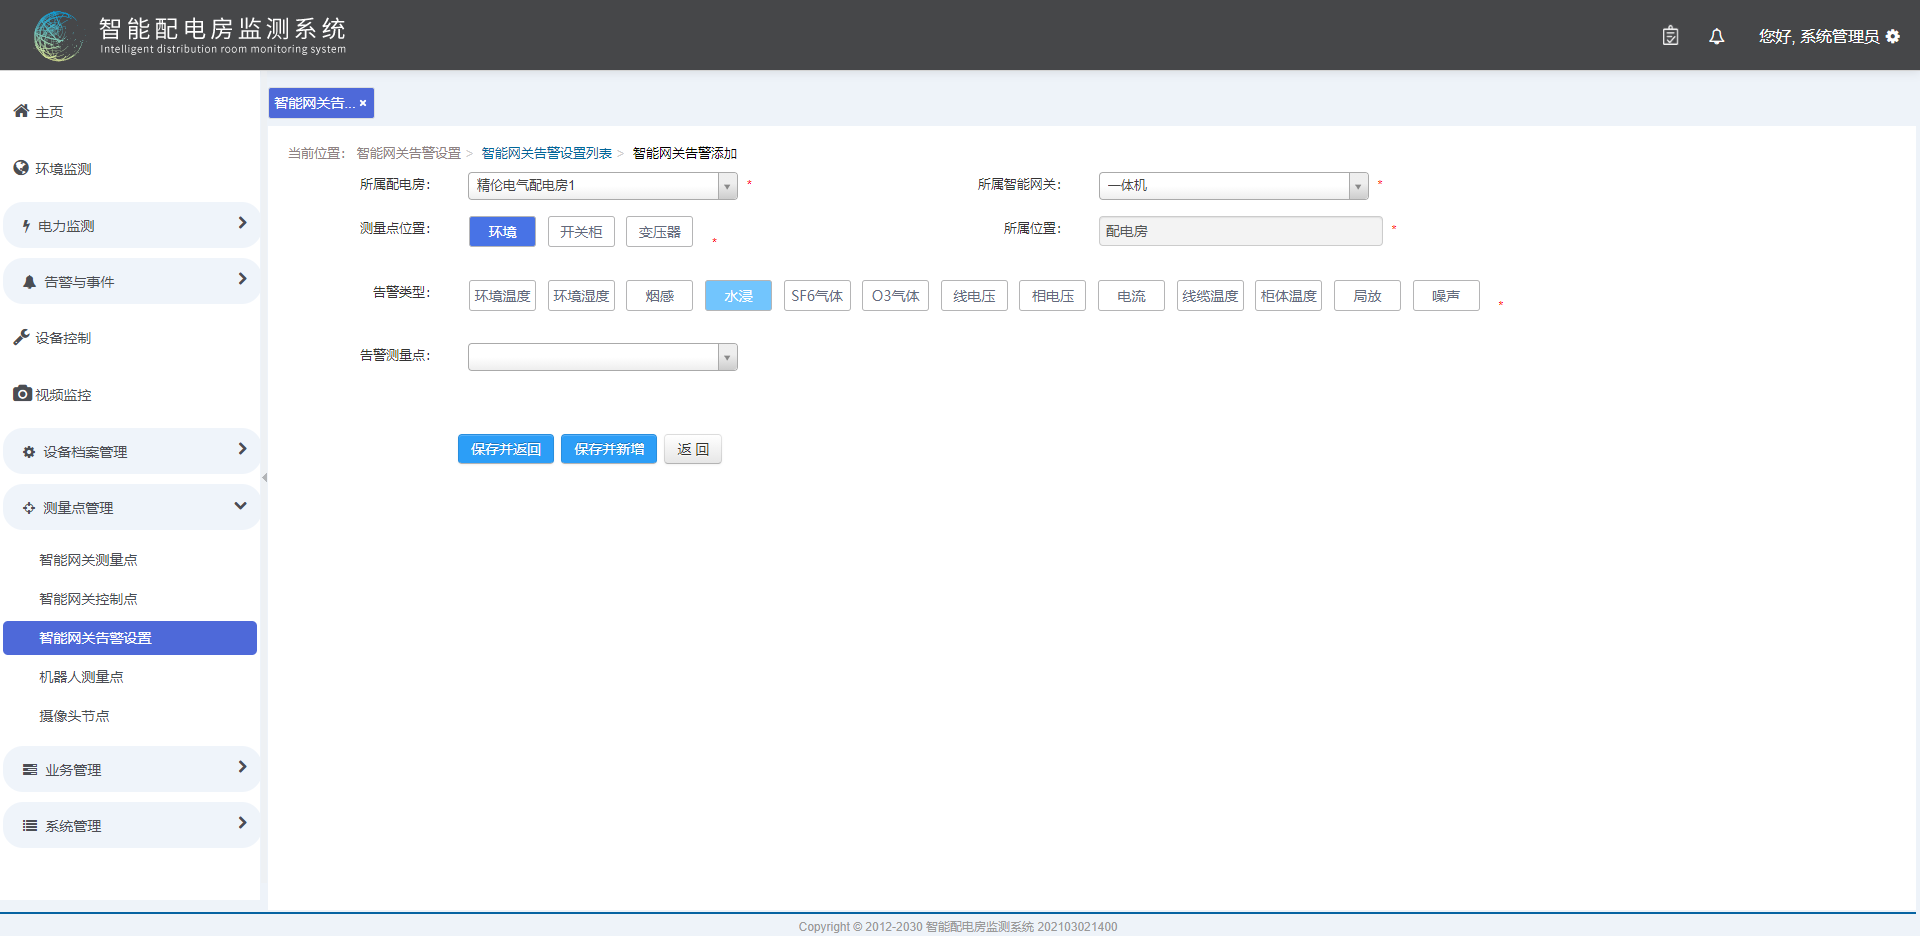 智能配电房监测系统
Intelligent distribution room monitoring system
您好, 系统管理员
主页
环境监测
电力监测
告警与事件
设备控制
视频监控
设备档案管理
测量点管理
智能网关测量点
智能网关控制点
智能网关告警设置
机器人测量点
摄像头节点
业务管理
系统管理
智能网关告... ×
当前位置： 智能网关告警设置 > 智能网关告警设置列表 > 智能网关告警添加
所属配电房： 精伦电气配电房1 * 所属智能网关： 一体机 *
测量点位置： 环境 开关柜 变压器 * 所属位置： 配电房 *
告警类型： 环境温度 环境湿度 烟感 水浸 SF6气体 O3气体 线电压 相电压 电流 线缆温度 柜体温度 局放 噪声 *
告警测量点：
保存并返回 保存并新增 返 回
Copyright © 2012-2030 智能配电房监测系统 202103021400